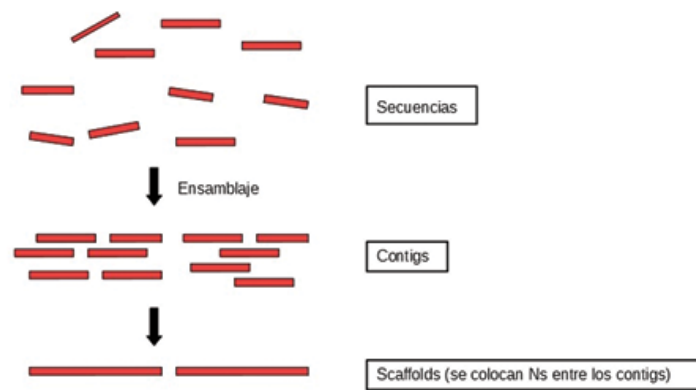 Secuencias
Ensamblaje
Contigs
Scaffolds (se colocan Ns entre los contigs)